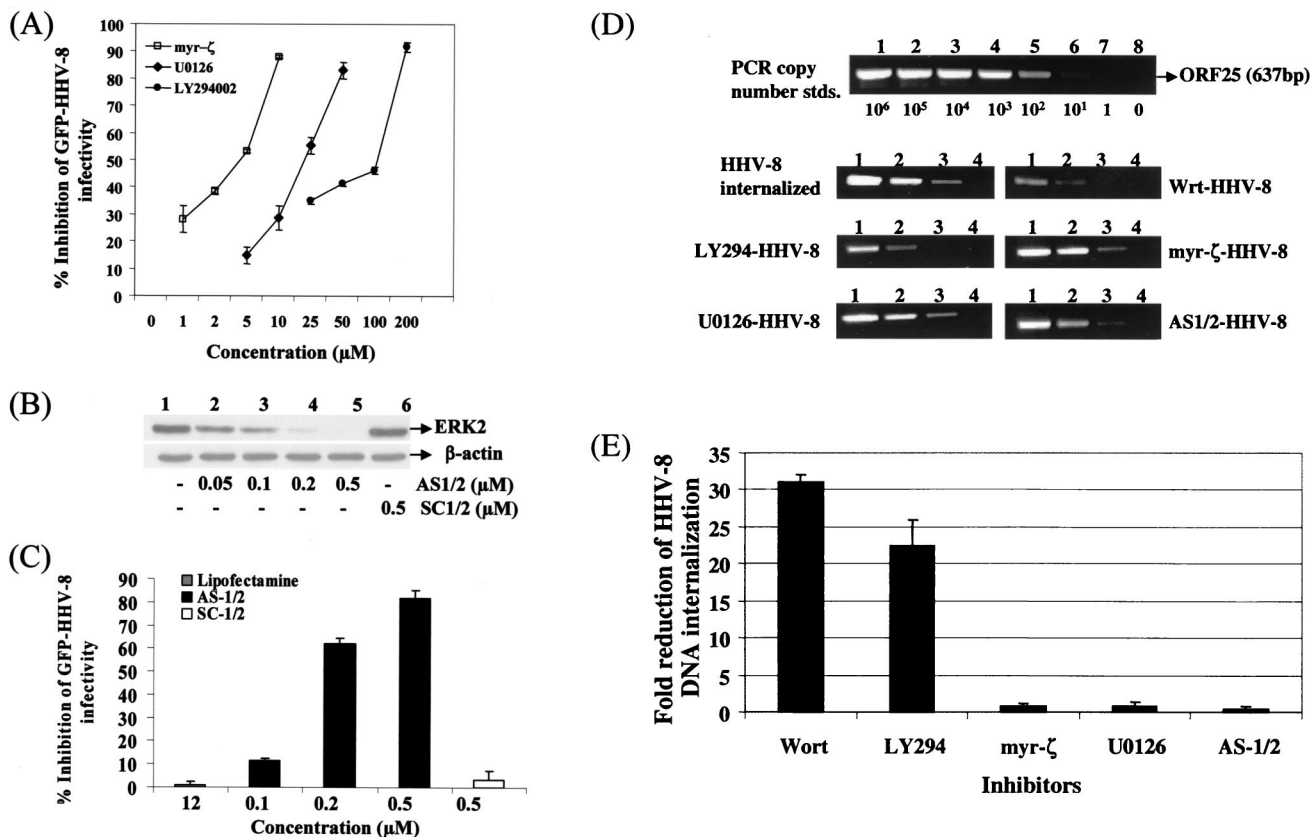 (A)
% Inhibition of GFP-HHV-8
infectivity
100
90
80
70
60
50
40
30
20
10
0
myr–ζ
U0126
LY294002
0 1 2 5 10 25 50 100 200
Concentration (µM)
(B)
1 2 3 4 5 6
ERK2
β-actin
- 0.05 0.1 0.2 0.5 - AS1/2 (µM)
- - - - - 0.5 SC1/2 (µM)
(C)
% Inhibition of GFP-HHV-8
infectivity
90
80
70
60
50
40
30
20
10
0
Lipofectamine
AS-1/2
SC-1/2
12 0.1 0.2 0.5 0.5
Concentration (µM)
(D)
1 2 3 4 5 6 7 8
PCR copy
number stds.
ORF25 (637bp)
10⁶ 10⁵ 10⁴ 10³ 10² 10¹ 1 0
HHV-8
internalized
1 2 3 4
1 2 3 4
Wrt-HHV-8
LY294-HHV-8
1 2 3 4
1 2 3 4
myr-ζ-HHV-8
U0126-HHV-8
1 2 3 4
1 2 3 4
AS1/2-HHV-8
(E)
Fold reduction of HHV-8
DNA internalization
35
30
25
20
15
10
5
0
Wort LY294 myr-ζ U0126 AS-1/2
Inhibitors